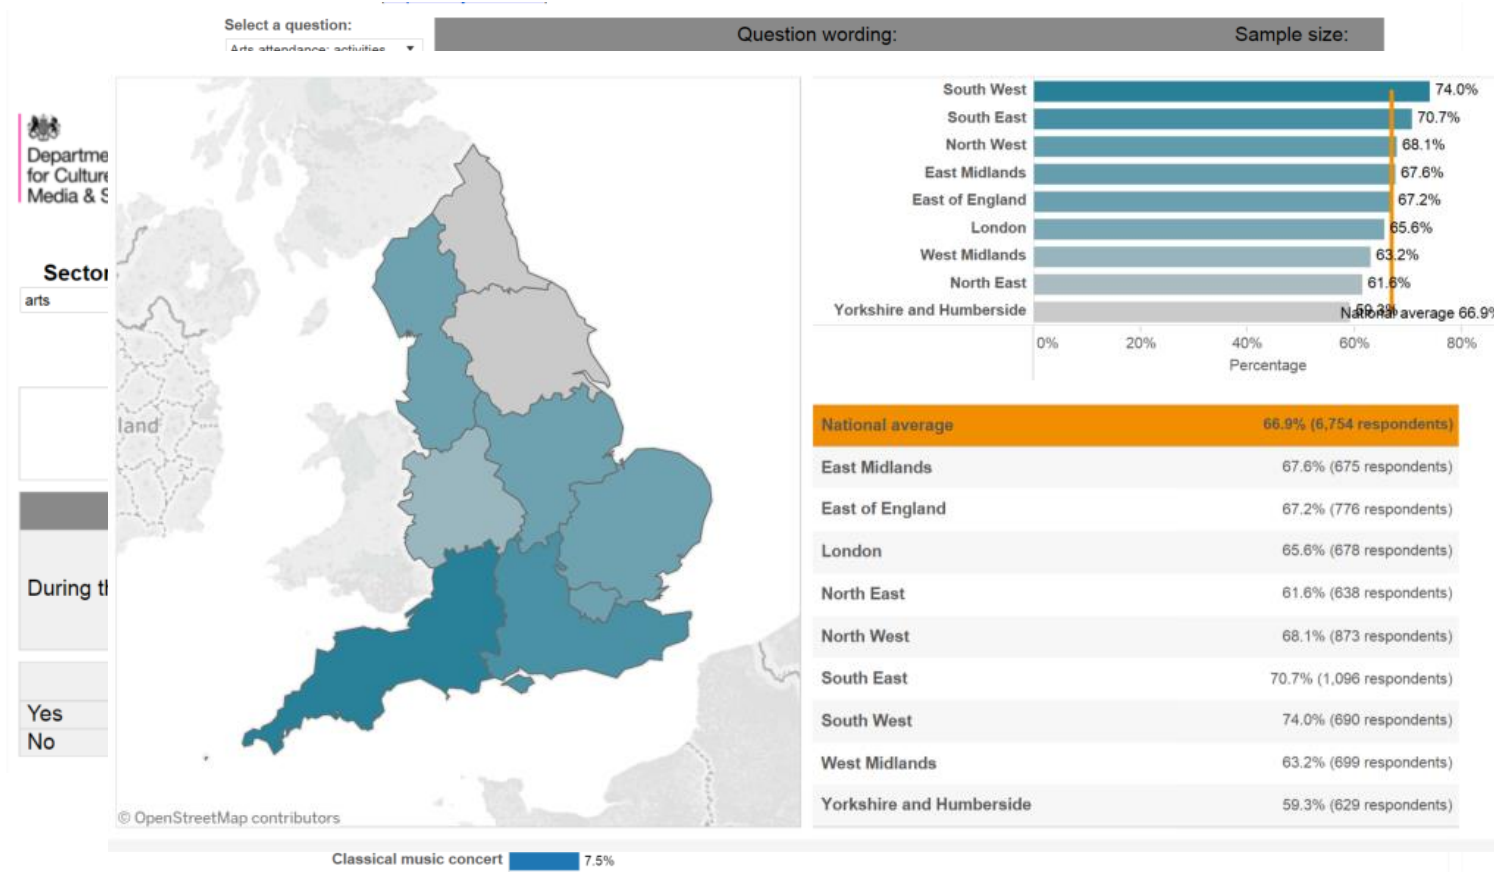 Select a question:
Arts attendance: activities
Question wording:
Sample size:
Departme
for Culture
Media & S
Sector
arts
During th
Yes
No
land
© OpenStreetMap contributors
South West 74.0%
South East 70.7%
North West 68.1%
East Midlands 67.6%
East of England 67.2%
London 65.6%
West Midlands 63.2%
North East 61.6%
Yorkshire and Humberside 59.3%
National average 66.9%
0% 20% 40% 60% 80%
Percentage
National average 66.9% (6,754 respondents)
East Midlands 67.6% (675 respondents)
East of England 67.2% (776 respondents)
London 65.6% (678 respondents)
North East 61.6% (638 respondents)
North West 68.1% (873 respondents)
South East 70.7% (1,096 respondents)
South West 74.0% (690 respondents)
West Midlands 63.2% (699 respondents)
Yorkshire and Humberside 59.3% (629 respondents)
Classical music concert 7.5%